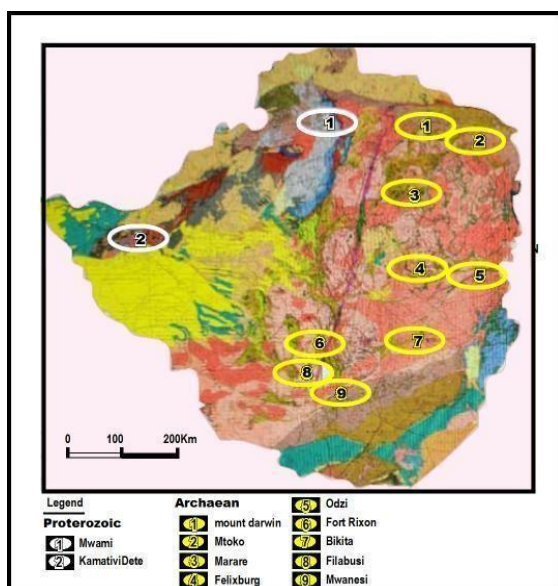 1
1
2
3
2
4
5
6
7
8
9
N
0 100 200Km
Legend
Proterozoic
1 Mwami
2 KamativiDete
Archaean
1 mount darwin
2 Mtoko
3 Marare
4 Felixburg
5 Odzi
6 Fort Rixon
7 Bikita
8 Filabusi
9 Mwanesi